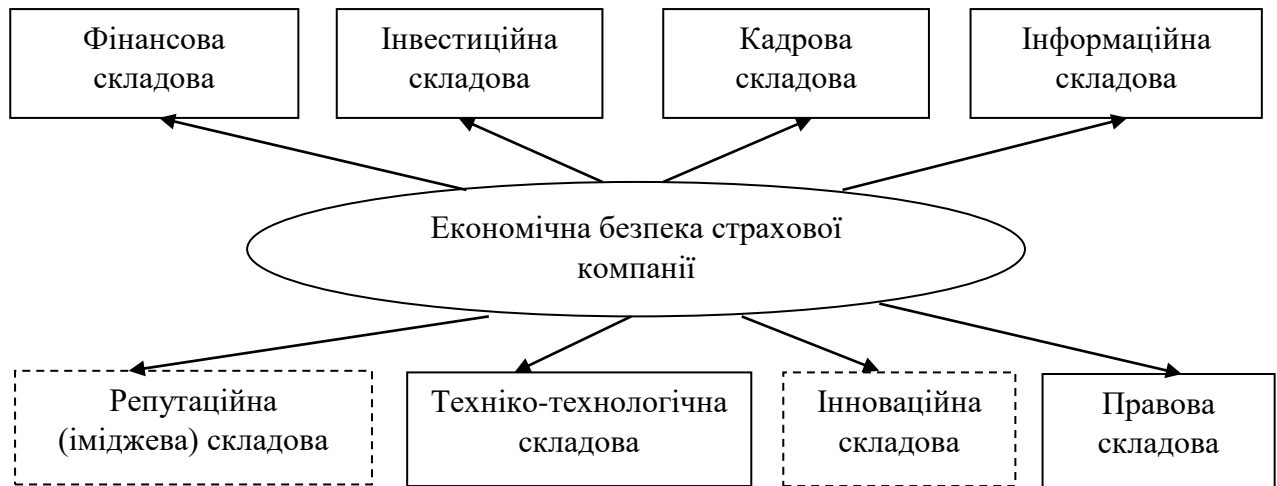 Фінансова
складова
Інвестиційна
складова
Кадрова
складова
Інформаційна
складова
Економічна безпека страхової
компанії
Репутаційна
(іміджева) складова
Техніко-технологічна
складова
Інноваційна
складова
Правова
складова